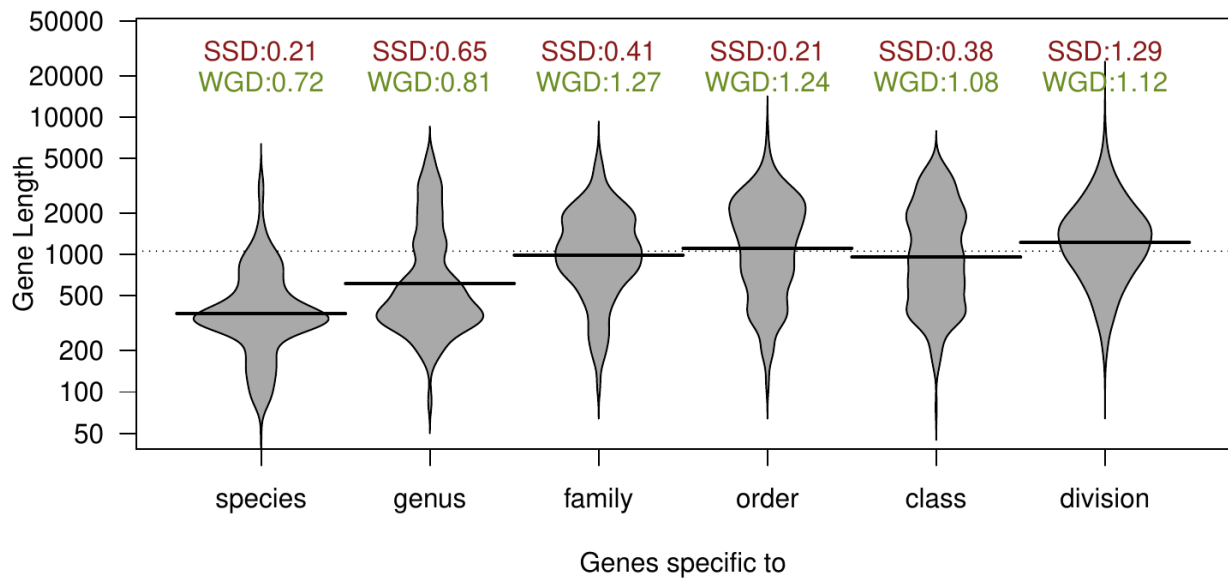 50000
20000
10000
5000
2000
1000
500
200
100
50
Gene Length
SSD:0.21 SSD:0.65 SSD:0.41 SSD:0.21 SSD:0.38 SSD:1.29
WGD:0.72 WGD:0.81 WGD:1.27 WGD:1.24 WGD:1.08 WGD:1.12
species genus family order class division
Genes specific to